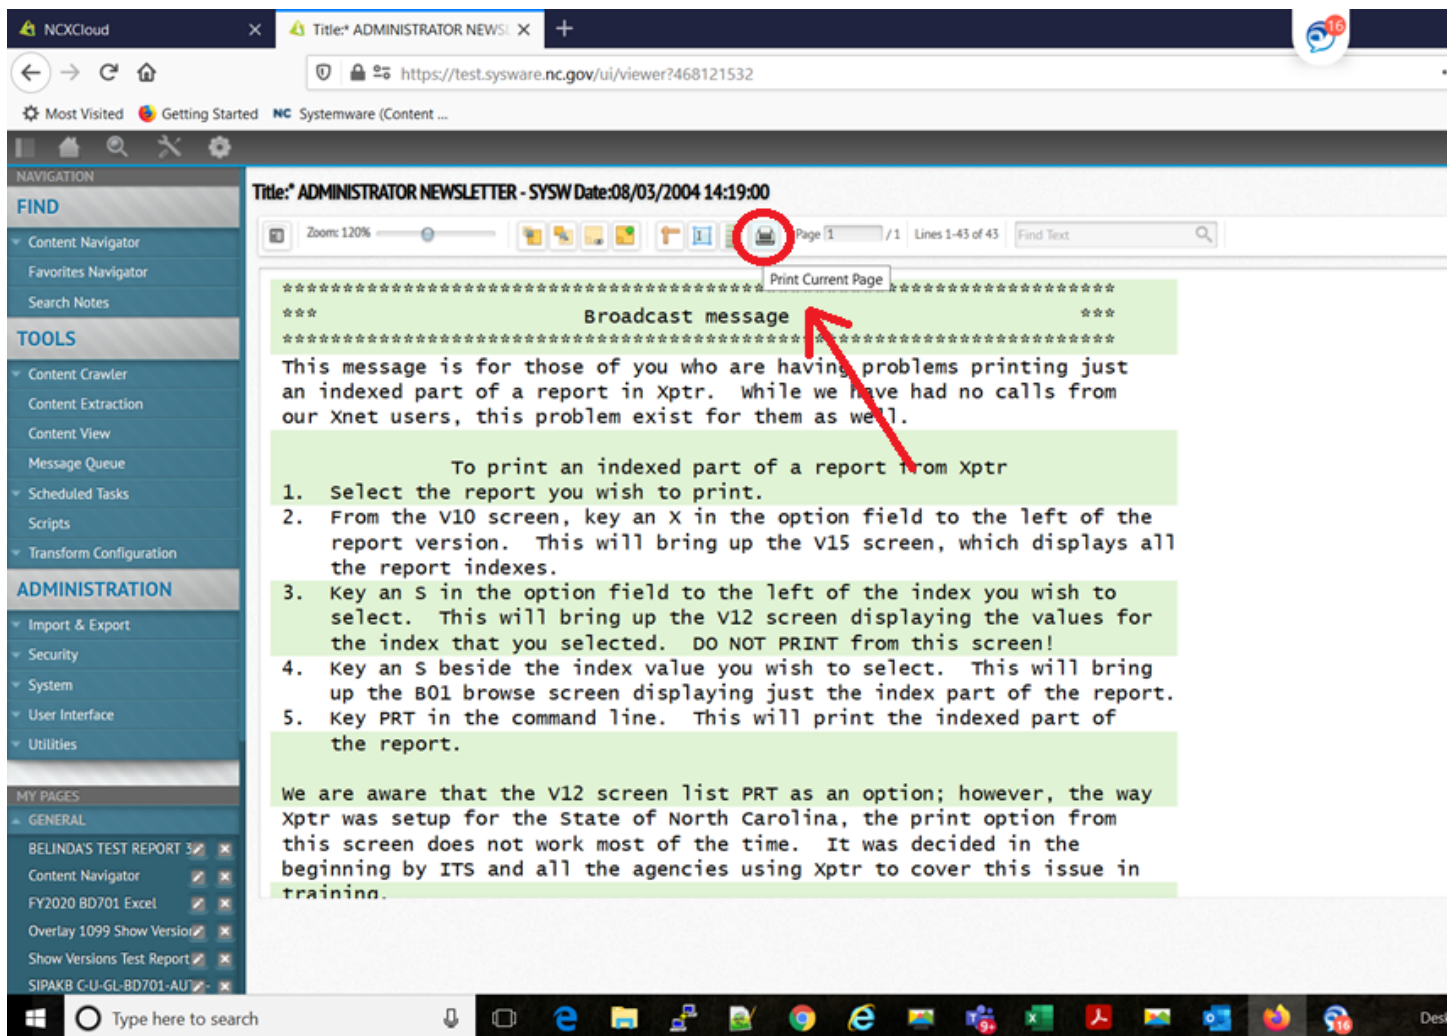 NCXCloud
Title:* ADMINISTRATOR NEWSL
16
https://test.sysware.nc.gov/ui/viewer?468121532
Most Visited Getting Started NC Systemware (Content ...
NAVIGATION
FIND
Content Navigator
Favorites Navigator
Search Notes
TOOLS
Content Crawler
Content Extraction
Content View
Message Queue
Scheduled Tasks
Scripts
Transform Configuration
ADMINISTRATION
Import & Export
Security
System
User Interface
Utilities
MY PAGES
GENERAL
BELINDA'S TEST REPORT 3
Content Navigator
FY2020 BD701 Excel
Overlay 1099 Show Version
Show Versions Test Report
SIPAKB C-U-GL-BD701-AUT
Title:* ADMINISTRATOR NEWSLETTER - SYSW Date:08/03/2004 14:19:00
Zoom: 120% Page 1 / 1 Lines 1-43 of 43 Find Text
Print Current Page
*********************************************************************
*** Broadcast message ***
*********************************************************************
This message is for those of you who are having problems printing just
an indexed part of a report in Xptr. While we have had no calls from
our Xnet users, this problem exist for them as well.
To print an indexed part of a report from Xptr
1. Select the report you wish to print.
2. From the V10 screen, key an X in the option field to the left of the
report version. This will bring up the V15 screen, which displays all
the report indexes.
3. Key an S in the option field to the left of the index you wish to
select. This will bring up the V12 screen displaying the values for
the index that you selected. DO NOT PRINT from this screen!
4. Key an S beside the index value you wish to select. This will bring
up the B01 browse screen displaying just the index part of the report.
5. Key PRT in the command line. This will print the indexed part of
the report.
We are aware that the V12 screen list PRT as an option; however, the way
Xptr was setup for the State of North Carolina, the print option from
this screen does not work most of the time. It was decided in the
beginning by ITS and all the agencies using Xptr to cover this issue in
training.
Type here to search
9+
16
Desk